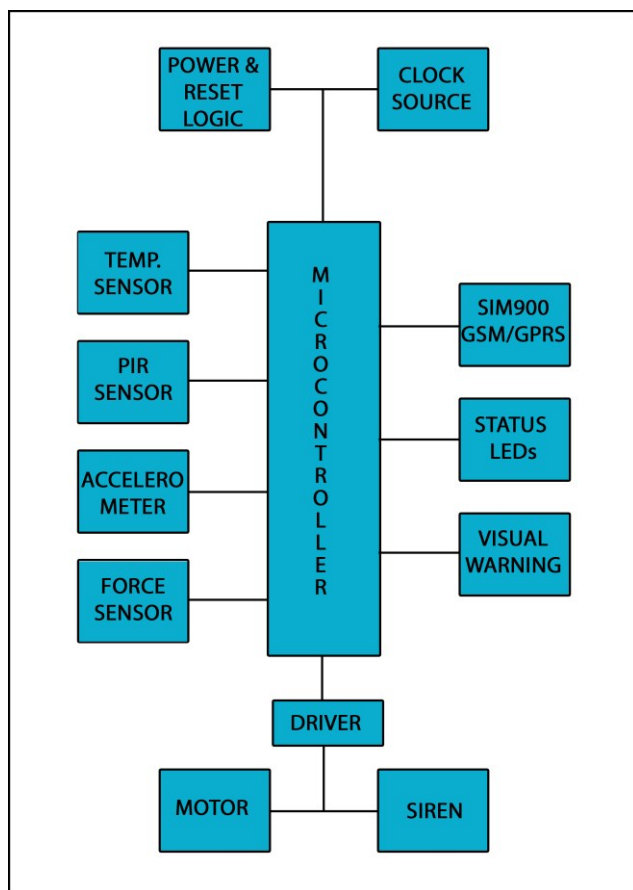 POWER &
RESET
LOGIC
CLOCK
SOURCE
TEMP.
SENSOR
PIR
SENSOR
ACCELERO
METER
FORCE
SENSOR
MICROCONTROLLER
SIM900
GSM/GPRS
STATUS
LEDs
VISUAL
WARNING
DRIVER
MOTOR
SIREN